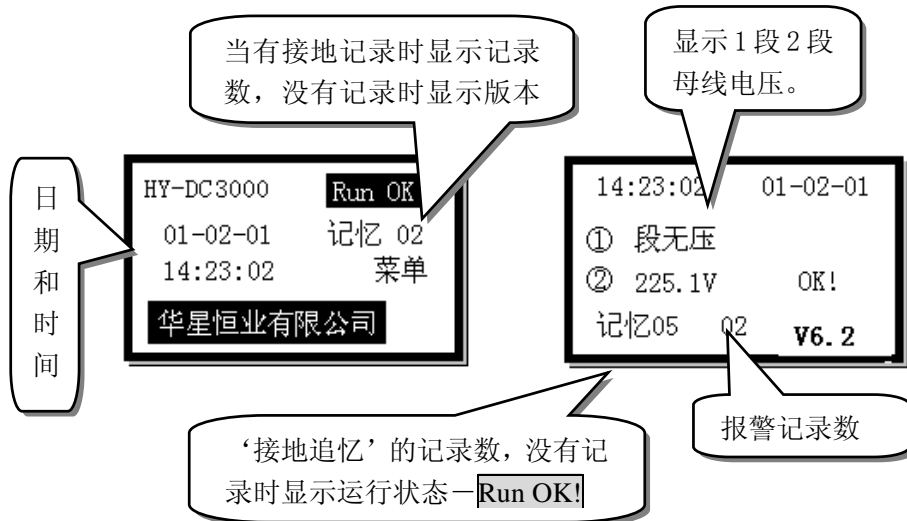 当有接地记录时显示记录
数，没有记录时显示版本
显示1段2段
母线电压。
日
期
和
时
间
HY-DC3000 Run OK
01-02-01 记忆 02
14:23:02 菜单
华星恒业有限公司
14:23:02 01-02-01
① 段无压
② 225.1V OK!
记忆05 02 V6.2
‘接地追忆’的记录数，没有记
录时显示运行状态－Run OK!
报警记录数